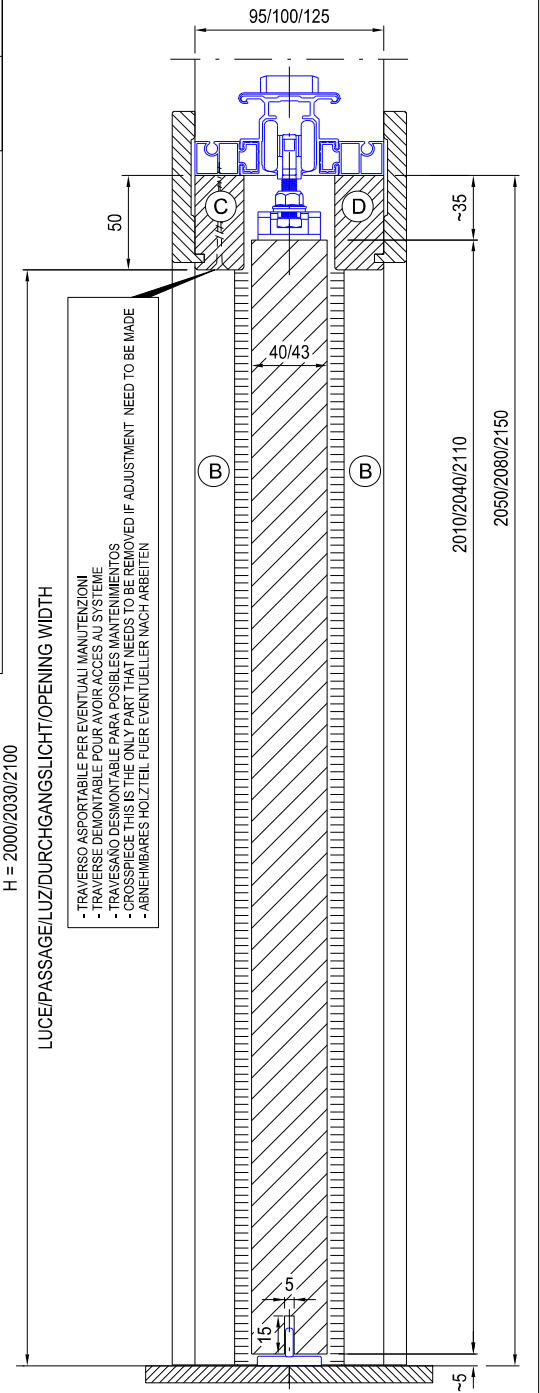 95/100/125
50
C
D
~35
40/43
B
B
2010/2040/2110
2050/2080/2150
H = 2000/2030/2100
LUCE/PASSAGE/LUZ/DURCHGANGSLICHT/OPENING WIDTH
- TRAVERSO ASPORTABILE PER EVENTUALI MANUTENZIONI
- TRAVERSE DEMONTABLE POUR AVOIR ACCES AU SYSTEME
- TRAVESAÑO DESMONTABLE PARA POSIBLES MANTENIMIENTOS
- CROSSPIECE THIS IS THE ONLY PART THAT NEEDS TO BE REMOVED IF ADJUSTMENT NEED TO BE MADE
- ABNEHMBARES HOLZTEIL FUER EVENTUELLER NACH ARBEITEN
5
15
~5